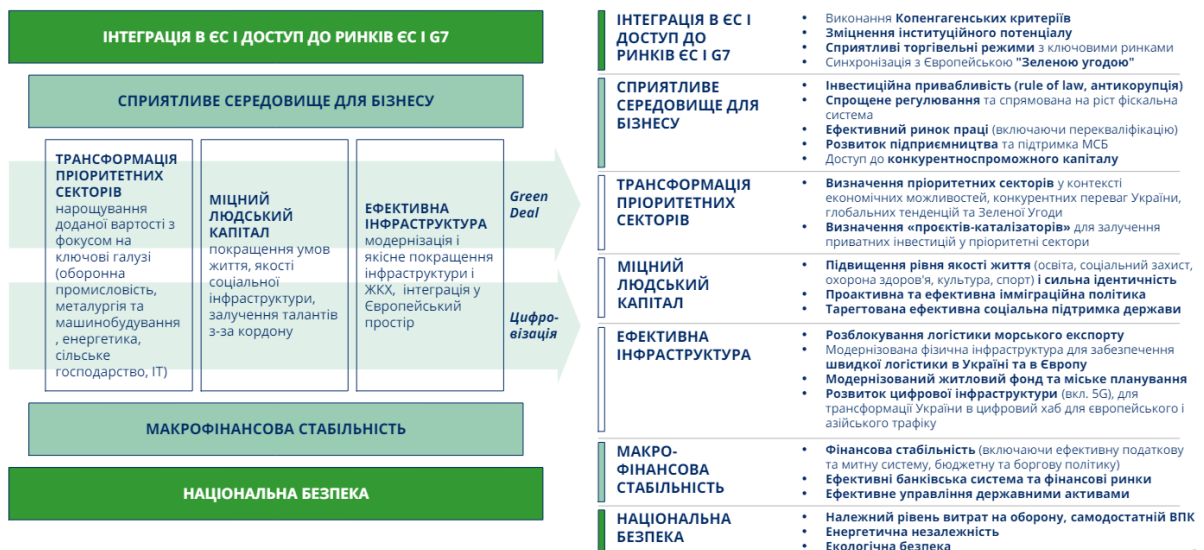 ІНТЕГРАЦІЯ В ЄС І ДОСТУП ДО РИНКІВ ЄС І G7
СПРИЯТЛИВЕ СЕРЕДОВИЩЕ ДЛЯ БІЗНЕСУ
ТРАНСФОРМАЦІЯ
ПРІОРИТЕТНИХ
СЕКТОРІВ
нарощування
доданої вартості з
фокусом на
ключові галузі
(оборонна
промисловість,
металургія та
машинобудування
, енергетика,
сільське
господарство, ІТ)
МІЦНИЙ
ЛЮДСЬКИЙ
КАПІТАЛ
покращення умов
життя, якості
соціальної
інфраструктури,
залучення талантів
з-за кордону
ЕФЕКТИВНА
ІНФРАСТРУКТУРА
модернізація і
якісне покращення
інфраструктури і
ЖКХ, інтеграція у
Європейський
простір
Green
Deal
Цифро-
візація
МАКРОФІНАНСОВА СТАБІЛЬНІСТЬ
НАЦІОНАЛЬНА БЕЗПЕКА
ІНТЕГРАЦІЯ В ЄС І
ДОСТУП ДО
РИНКІВ ЄС І G7
• Виконання Копенгагенських критеріїв
• Зміцнення інституційного потенціалу
• Сприятливі торгівельні режими з ключовими ринками
• Синхронізація з Європейською "Зеленою угодою"
СПРИЯТЛИВЕ
СЕРЕДОВИЩЕ ДЛЯ
БІЗНЕСУ
• Інвестиційна привабливість (rule of law, антикорупція)
• Спрощене регулювання та спрямована на ріст фіскальна
система
• Ефективний ринок праці (включаючи перекваліфікацію)
• Розвиток підприємництва та підтримка МСБ
• Доступ до конкурентноспроможного капіталу
ТРАНСФОРМАЦІЯ
ПРІОРИТЕТНИХ
СЕКТОРІВ
• Визначення пріоритетних секторів у контексті
економічних можливостей, конкурентних переваг України,
глобальних тенденцій та Зеленої Угоди
• Визначення «проєктів-каталізаторів» для залучення
приватних інвестицій у пріоритетні сектори
МІЦНИЙ
ЛЮДСЬКИЙ
КАПІТАЛ
• Підвищення рівня якості життя (освіта, соціальний захист,
охорона здоров'я, культура, спорт) і сильна ідентичність
• Проактивна та ефективна імміграційна політика
• Таргетована ефективна соціальна підтримка держави
ЕФЕКТИВНА
ІНФРАСТРУКТУРА
• Розблокування логістики морського експорту
• Модернізована фізична інфраструктура для забезпечення
швидкої логістики в Україні та в Європу
• Модернізований житловий фонд та міське планування
• Розвиток цифрової інфраструктури (вкл. 5G), для
трансформації України в цифровий хаб для європейського і
азійського трафіку
МАКРО-
ФІНАНСОВА
СТАБІЛЬНІСТЬ
• Фінансова стабільність (включаючи ефективну податкову
та митну систему, бюджетну та боргову політику)
• Ефективні банківська система та фінансові ринки
• Ефективне управління державними активами
НАЦІОНАЛЬНА
БЕЗПЕКА
• Належний рівень витрат на оборону, самодостатній ВПК
• Енергетична незалежність
• Екологічна безпека